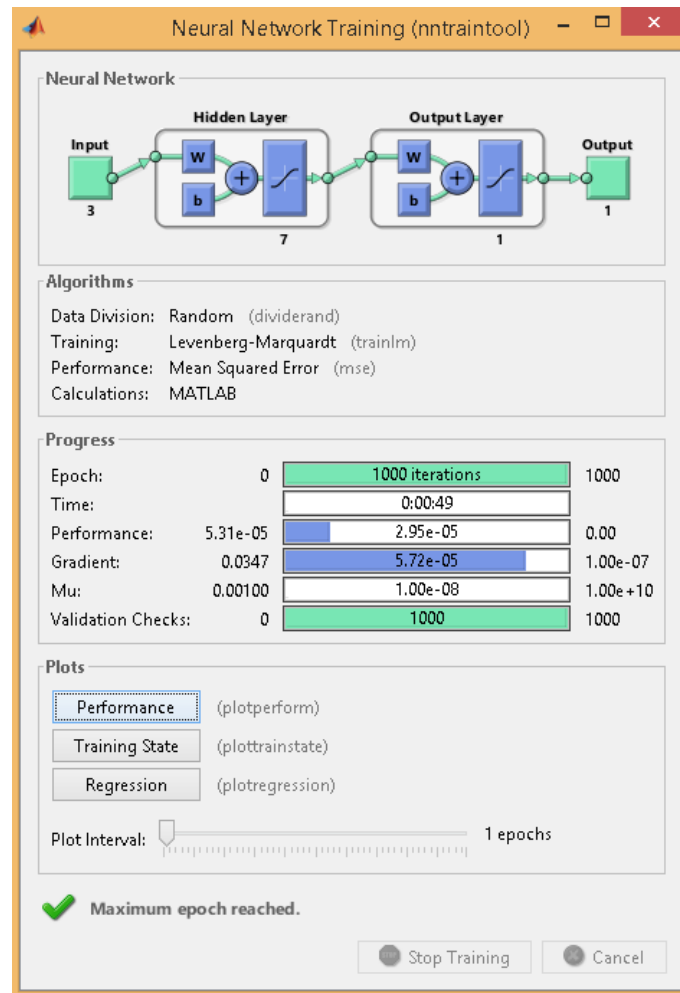 Neural Network Training (nntraintool)
Neural Network
Hidden Layer
Output Layer
Input
Output
W
b
+
W
b
+
3
7
1
1
Algorithms
Data Division: Random (dividerand)
Training: Levenberg-Marquardt (trainlm)
Performance: Mean Squared Error (mse)
Calculations: MATLAB
Progress
Epoch: 0 1000 iterations 1000
Time: 0:00:49
Performance: 5.31e-05 2.95e-05 0.00
Gradient: 0.0347 5.72e-05 1.00e-07
Mu: 0.00100 1.00e-08 1.00e+10
Validation Checks: 0 1000 1000
Plots
Performance (plotperform)
Training State (plottrainstate)
Regression (plotregression)
Plot Interval: 1 epochs
Maximum epoch reached.
Stop Training Cancel